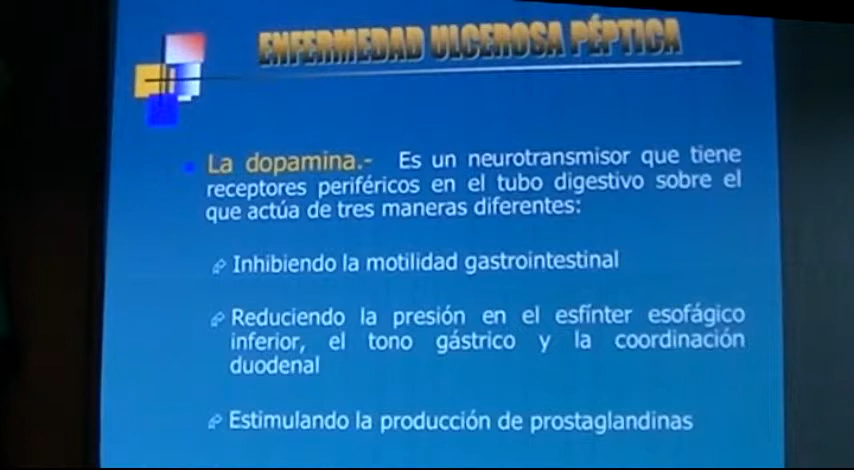 ENFERMEDAD ULCEROSA PÉPTICA
La dopamina.- Es un neurotransmisor que tiene
receptores periféricos en el tubo digestivo sobre el
que actúa de tres maneras diferentes:
Inhibiendo la motilidad gastrointestinal
Reduciendo la presión en el esfínter esofágico
inferior, el tono gástrico y la coordinación
duodenal
Estimulando la producción de prostaglandinas